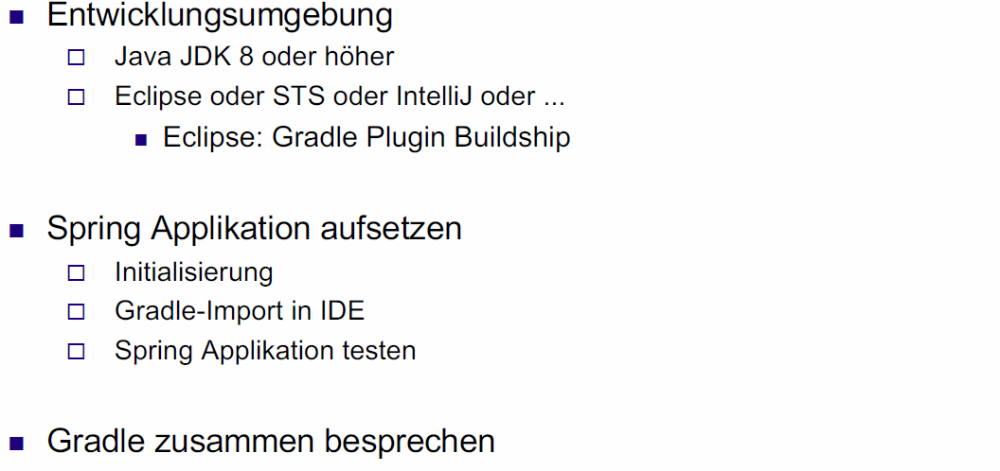 Entwicklungsumgebung
Java JDK 8 oder höher
Eclipse oder STS oder IntelliJ oder ...
Eclipse: Gradle Plugin Buildship
Spring Applikation aufsetzen
Initialisierung
Gradle-Import in IDE
Spring Applikation testen
Gradle zusammen besprechen